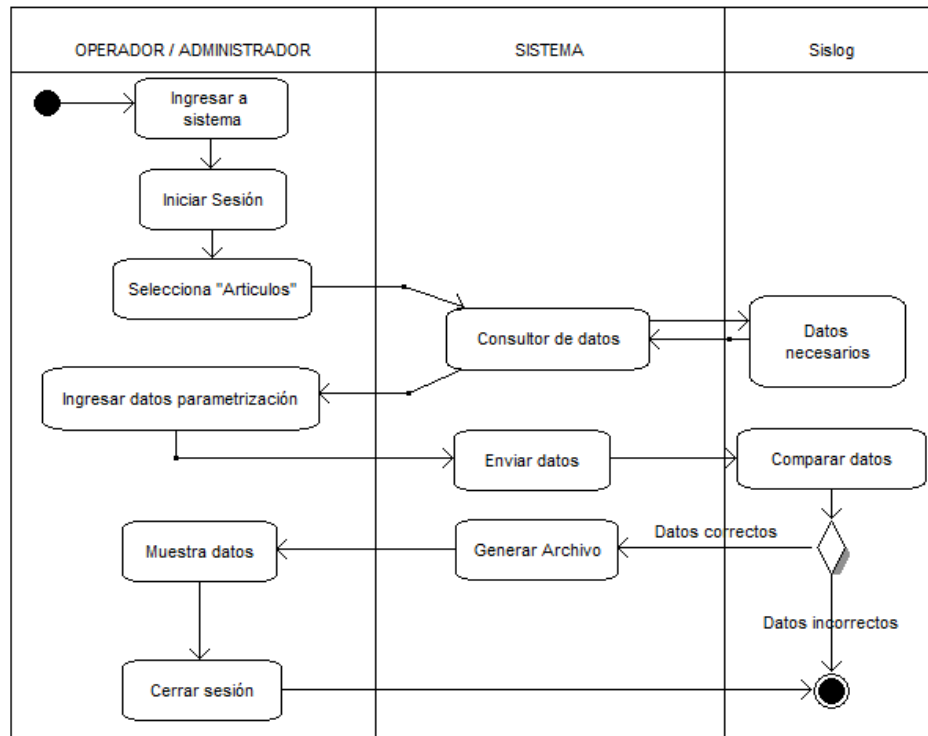 OPERADOR / ADMINISTRADOR
SISTEMA
Sislog
Ingresar a
sistema
Iniciar Sesión
Selecciona "Articulos"
Consultor de datos
Datos
necesarios
Ingresar datos parametrización
Enviar datos
Comparar datos
Muestra datos
Generar Archivo
Datos correctos
Datos incorrectos
Cerrar sesión